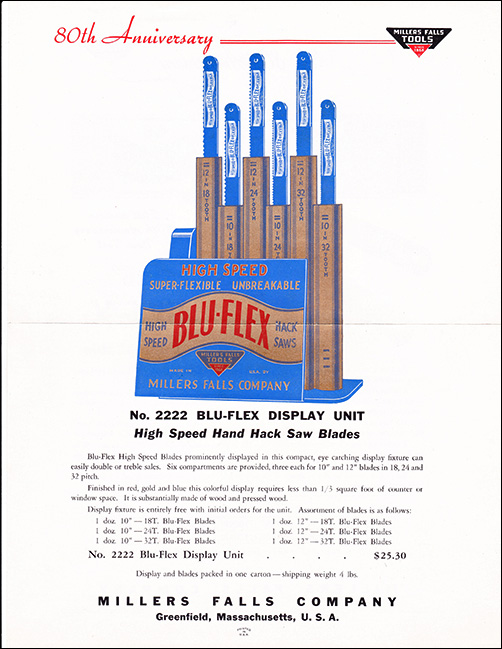 80th Anniversary
MILLERS FALLS
TOOLS
SINCE
1868
12 IN 18 TOOTH
12 IN 24 TOOTH
12 IN 32 TOOTH
10 IN 18 T
10 IN 24 T
10 IN 32 TOOTH
HIGH SPEED
SUPER-FLEXIBLE UNBREAKABLE
HIGH SPEED
BLU-FLEX
HACK SAWS
MILLERS FALLS
TOOLS
MADE IN U.S.A.
MILLERS FALLS COMPANY
No. 2222 BLU-FLEX DISPLAY UNIT
High Speed Hand Hack Saw Blades
Blu-Flex High Speed Blades prominently displayed in this compact, eye catching display fixture can
easily double or treble sales. Six compartments are provided, three each for 10" and 12" blades in 18, 24 and
32 pitch.
Finished in red, gold and blue this colorful display requires less than 1/3 square foot of counter or
window space. It is substantially made of wood and pressed wood.
Display fixture is entirely free with initial orders for the unit. Assortment of blades is as follows:
1 doz. 10" — 18T. Blu-Flex Blades 1 doz. 12" — 18T. Blu-Flex Blades
1 doz. 10" — 24T. Blu-Flex Blades 1 doz. 12" — 24T. Blu-Flex Blades
1 doz. 10" — 32T. Blu-Flex Blades 1 doz. 12" — 32T. Blu-Flex Blades
No. 2222 Blu-Flex Display Unit . . . . $25.30
Display and blades packed in one carton — shipping weight 4 lbs.
MILLERS FALLS COMPANY
Greenfield, Massachusetts, U. S. A.
PRINTED
IN
U.S.A.